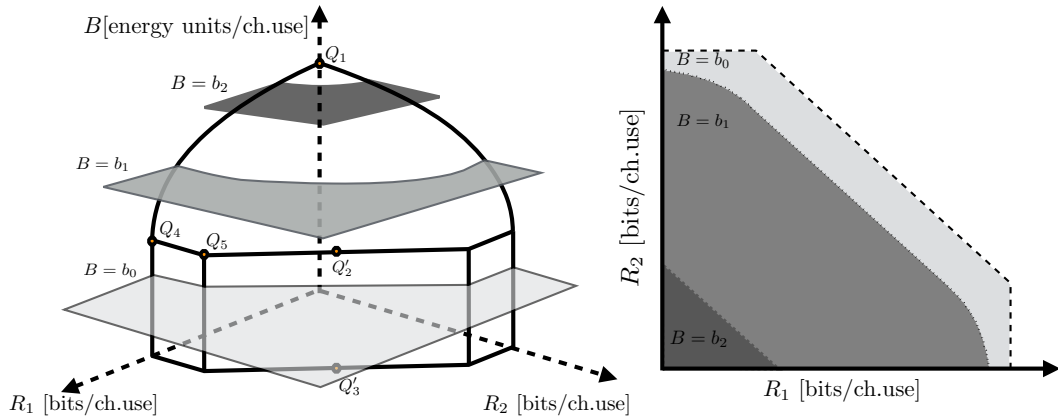 B[energy units/ch.use]
Q₁
B = b₂
B = b₁
Q₄
Q₅
Q′₂
B = b₀
Q′₃
R₁ [bits/ch.use]
R₂ [bits/ch.use]
B = b₀
B = b₁
R₂ [bits/ch.use]
B = b₂
R₁ [bits/ch.use]